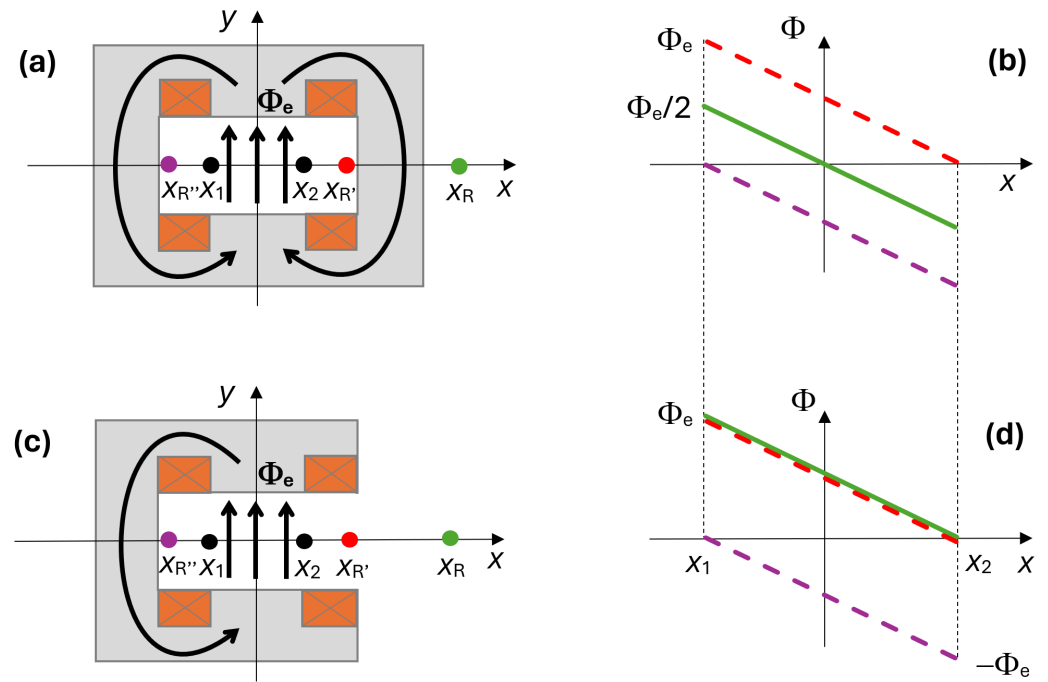 y
(a)
Φe
xR'' x1 x2 xR' xR x
Φ
(b)
Φe
Φe/2
x
y
(c)
Φe
xR'' x1 x2 xR' xR x
Φ
(d)
Φe
x1 x2 x
−Φe